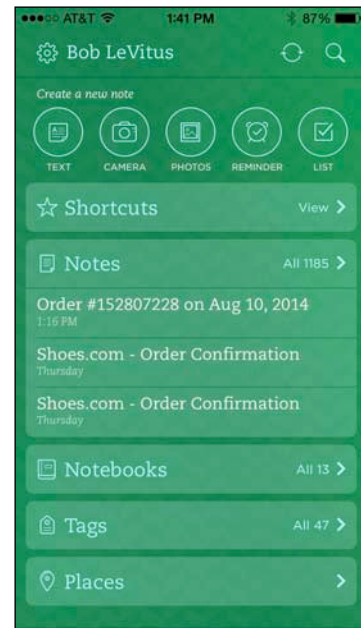 AT&T 1:41 PM 87%
Bob LeVitus
Create a new note
TEXT CAMERA PHOTOS REMINDER LIST
Shortcuts View
Notes All 1185
Order #152807228 on Aug 10, 2014
1:16 PM
Shoes.com - Order Confirmation
Thursday
Shoes.com - Order Confirmation
Thursday
Notebooks All 13
Tags All 47
Places